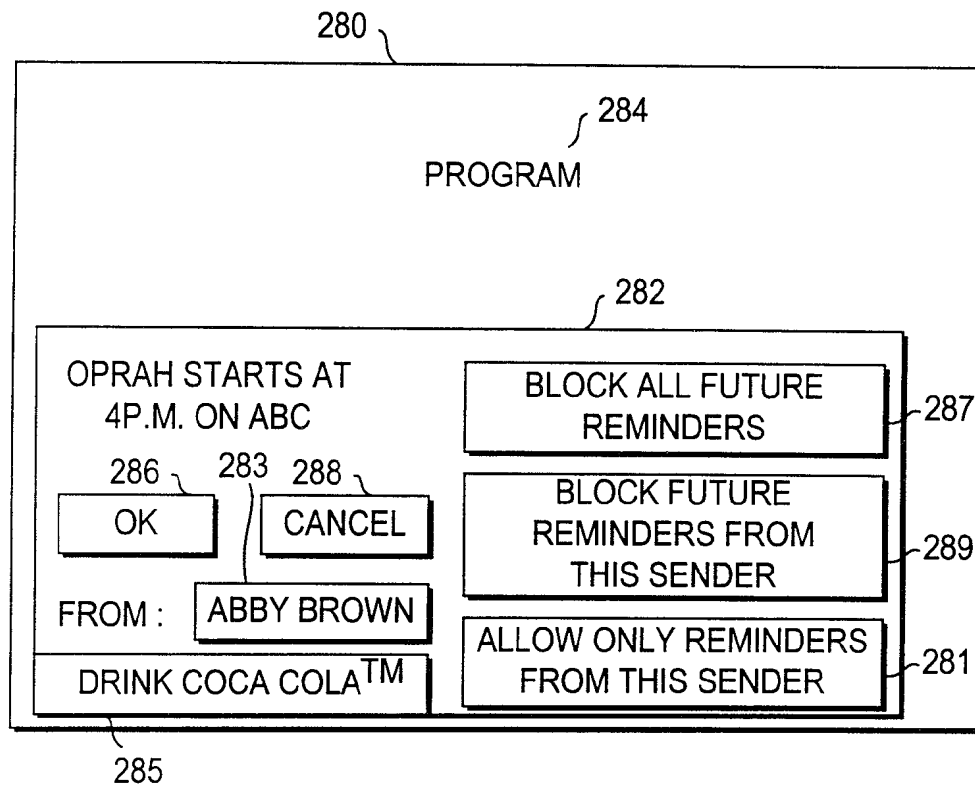 280
284
PROGRAM
282
OPRAH STARTS AT
4P.M. ON ABC
BLOCK ALL FUTURE
REMINDERS
287
286
283
288
OK
CANCEL
BLOCK FUTURE
REMINDERS FROM
THIS SENDER
289
FROM :
ABBY BROWN
ALLOW ONLY REMINDERS
FROM THIS SENDER
281
DRINK COCA COLA™
285